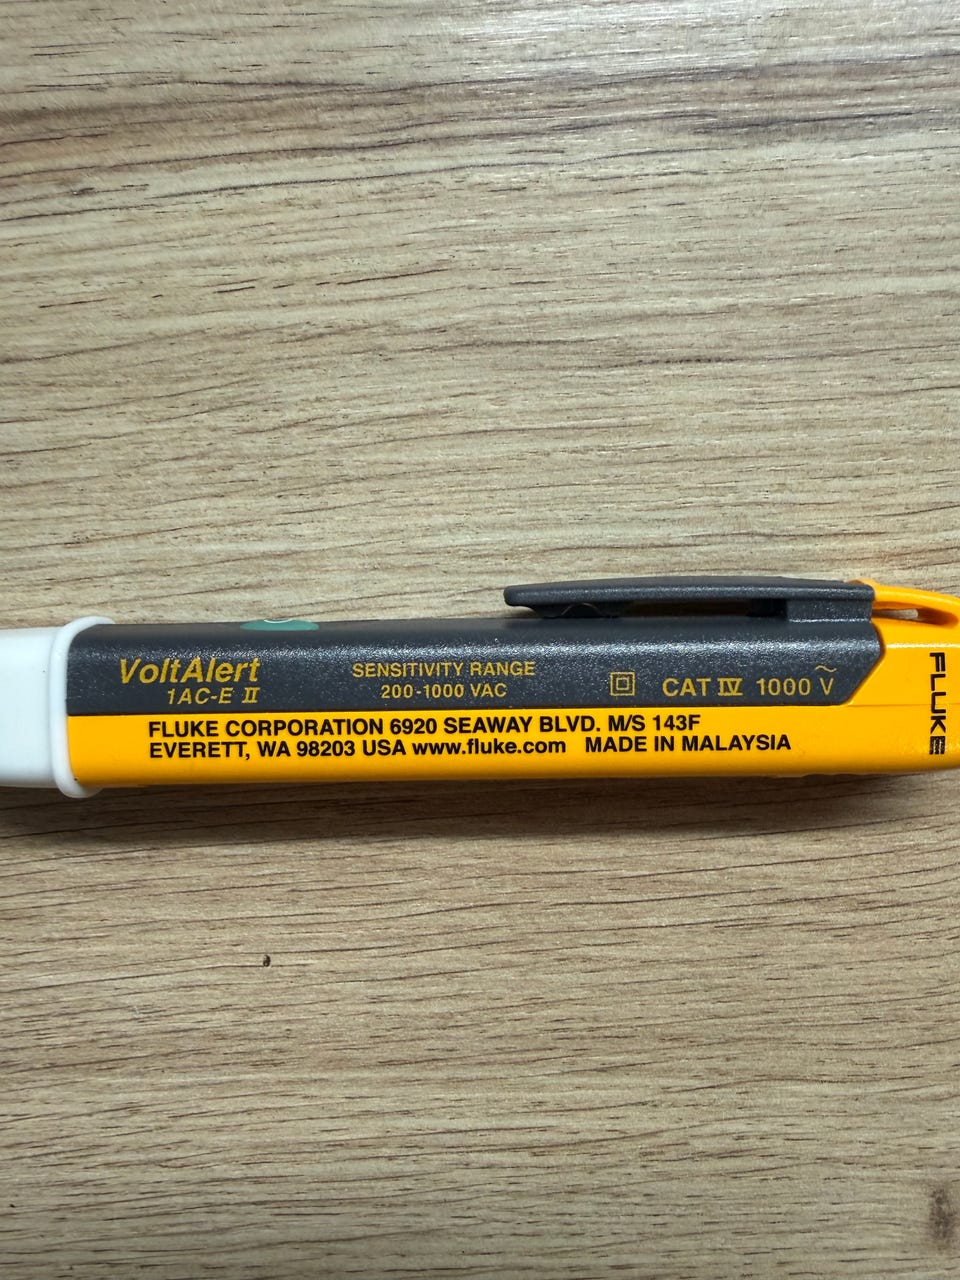 VoltAlert
1AC-E II
SENSITIVITY RANGE
200-1000 VAC
CAT IV 1000 V
FLUKE CORPORATION 6920 SEAWAY BLVD. M/S 143F
EVERETT, WA 98203 USA www.fluke.com MADE IN MALAYSIA
FLUKE